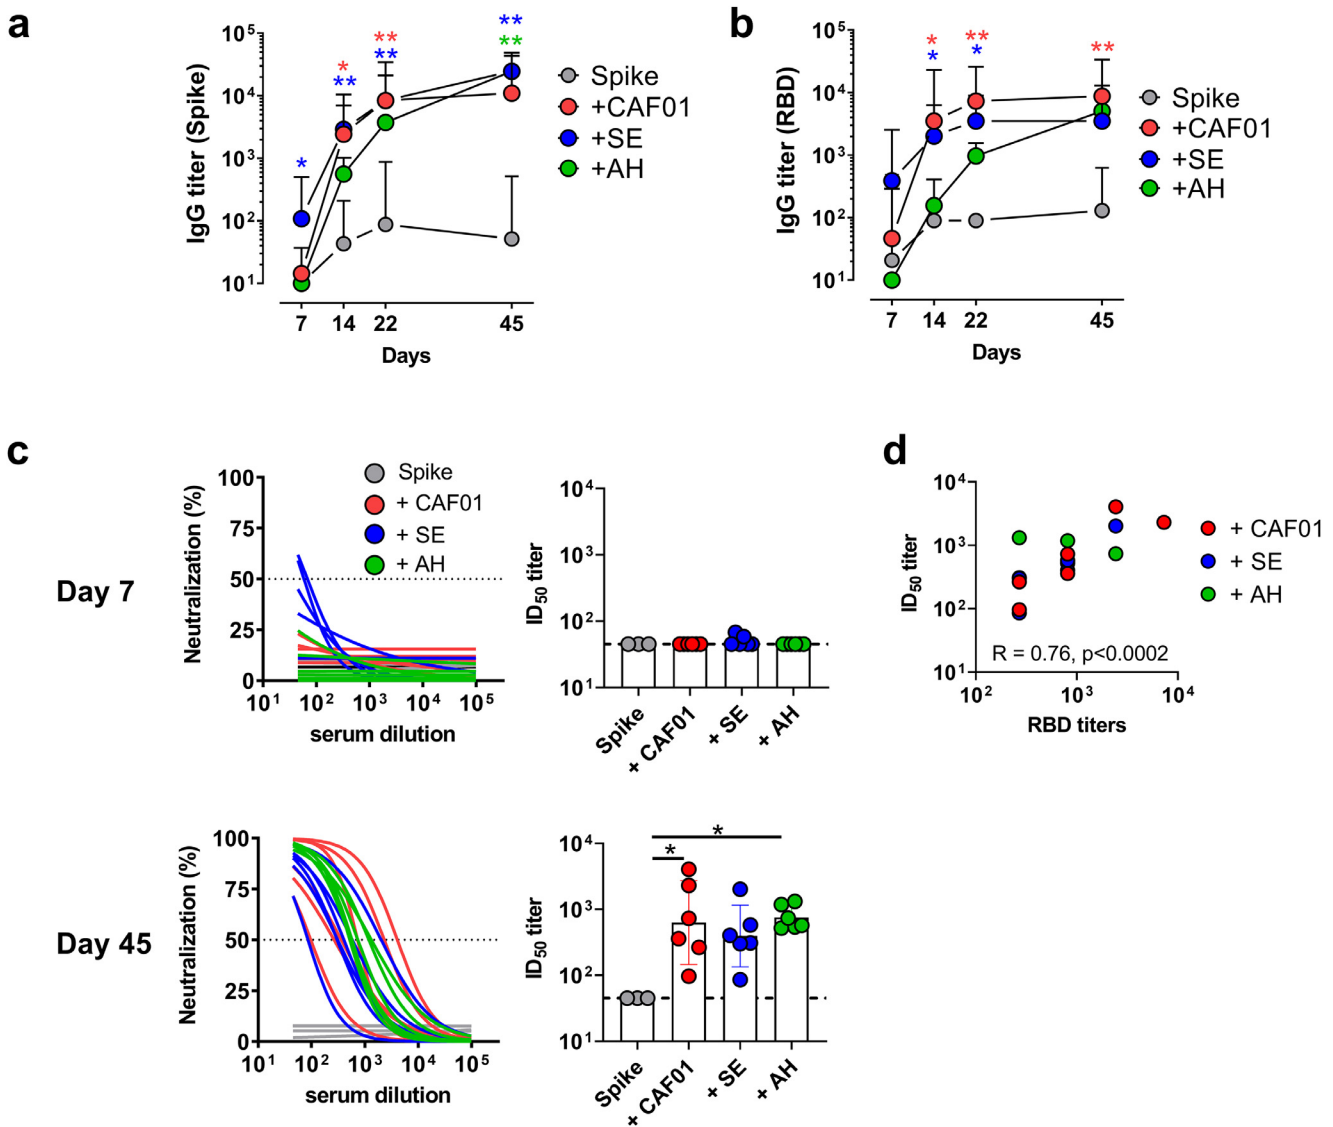 a
IgG titer (Spike)
10⁵
10⁴
10³
10²
10¹
*
*
**
**
**
**
**
7 14 22 45
Days
Spike
+CAF01
+SE
+AH
b
IgG titer (RBD)
10⁵
10⁴
10³
10²
10¹
*
*
**
*
**
7 14 22 45
Days
Spike
+CAF01
+SE
+AH
c
Day 7
Neutralization (%)
100
75
50
25
0
10¹ 10² 10³ 10⁴ 10⁵
serum dilution
Spike
+ CAF01
+ SE
+ AH
ID₅₀ titer
10⁴
10³
10²
10¹
Spike
+ CAF01
+ SE
+ AH
d
ID₅₀ titer
10⁴
10³
10²
10¹
R = 0.76, p<0.0002
10² 10³ 10⁴
RBD titers
+ CAF01
+ SE
+ AH
Day 45
Neutralization (%)
100
75
50
25
0
10¹ 10² 10³ 10⁴ 10⁵
serum dilution
ID₅₀ titer
10⁴
10³
10²
10¹
*
*
Spike
+ CAF01
+ SE
+ AH